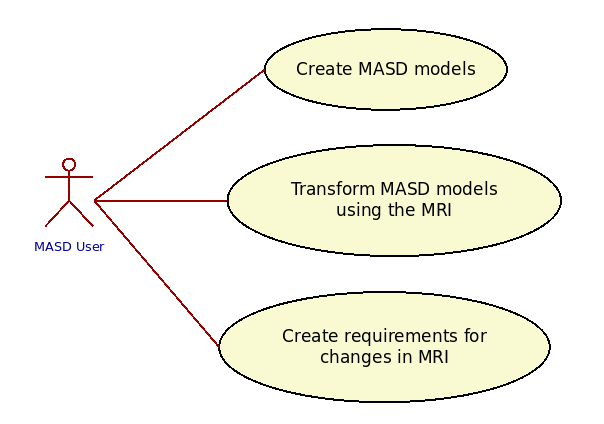 Create MASD models
Transform MASD models
using the MRI
MASD User
Create requirements for
changes in MRI